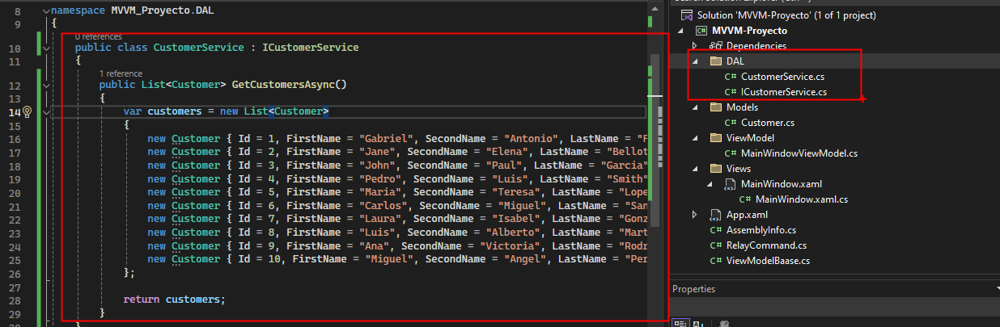 8 namespace MVVM_Proyecto.DAL
9 {
0 references
10 public class CustomerService : ICustomerService
11 {
1 reference
12 public List<Customer> GetCustomersAsync()
13 {
14 var customers = new List<Customer>
15 {
16 new Customer { Id = 1, FirstName = "Gabriel", SecondName = "Antonio", LastName = "F
17 new Customer { Id = 2, FirstName = "Jane", SecondName = "Elena", LastName = "Bellot
18 new Customer { Id = 3, FirstName = "John", SecondName = "Paul", LastName = "Garcia"
19 new Customer { Id = 4, FirstName = "Pedro", SecondName = "Luis", LastName = "Smith"
20 new Customer { Id = 5, FirstName = "Maria", SecondName = "Teresa", LastName = "Lope
21 new Customer { Id = 6, FirstName = "Carlos", SecondName = "Miguel", LastName = "San
22 new Customer { Id = 7, FirstName = "Laura", SecondName = "Isabel", LastName = "Gonz
23 new Customer { Id = 8, FirstName = "Luis", SecondName = "Alberto", LastName = "Mart
24 new Customer { Id = 9, FirstName = "Ana", SecondName = "Victoria", LastName = "Rodr
25 new Customer { Id = 10, FirstName = "Miguel", SecondName = "Angel", LastName = "Per
26 };
27
28 return customers;
29 }
30 }
Solution 'MVVM-Proyecto' (1 of 1 project)
C# MVVM-Proyecto
Dependencies
DAL
C# CustomerService.cs
C# ICustomerService.cs
Models
C# Customer.cs
ViewModel
C# MainWindowViewModel.cs
Views
MainWindow.xaml
C# MainWindow.xaml.cs
App.xaml
C# AssemblyInfo.cs
C# RelayCommand.cs
C# ViewModelBaase.cs
Properties